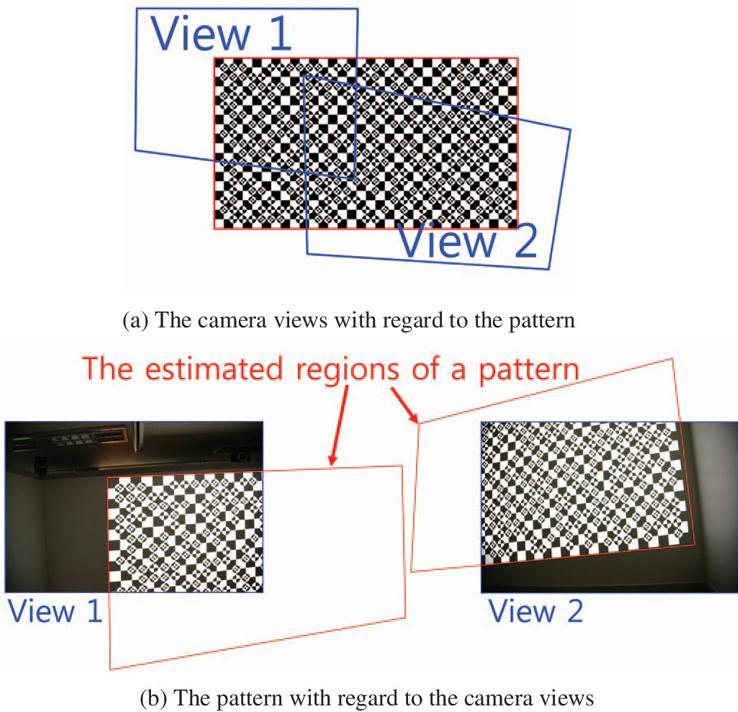 View 1
View 2
(a) The camera views with regard to the pattern
The estimated regions of a pattern
View 1
View 2
(b) The pattern with regard to the camera views